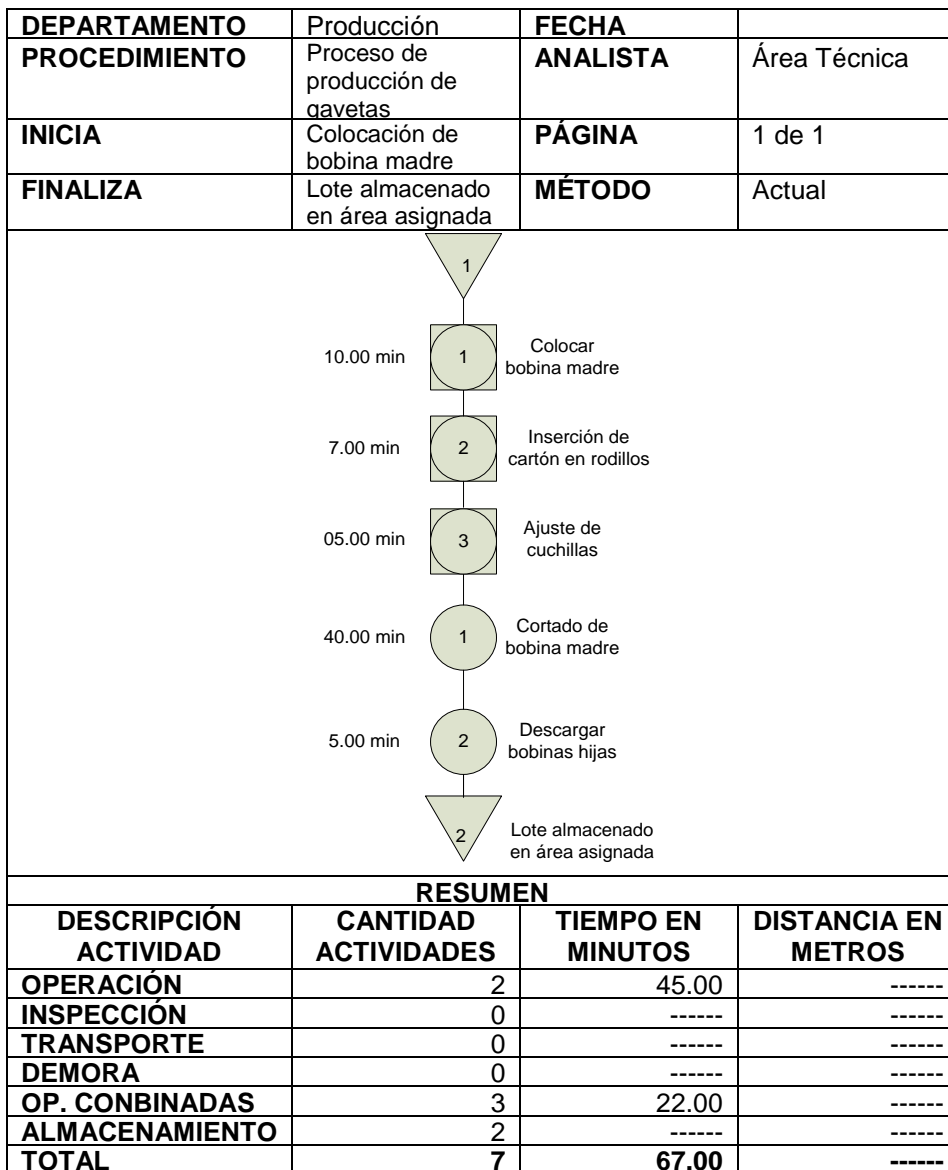 DEPARTAMENTO Producción FECHA
PROCEDIMIENTO Proceso de producción de gavetas ANALISTA Área Técnica
INICIA Colocación de bobina madre PÁGINA 1 de 1
FINALIZA Lote almacenado en área asignada MÉTODO Actual
1
10.00 min 1 Colocar
bobina madre
7.00 min 2 Inserción de
cartón en rodillos
05.00 min 3 Ajuste de
cuchillas
40.00 min 1 Cortado de
bobina madre
5.00 min 2 Descargar
bobinas hijas
2 Lote almacenado
en área asignada
RESUMEN
DESCRIPCIÓN ACTIVIDAD CANTIDAD ACTIVIDADES TIEMPO EN MINUTOS DISTANCIA EN METROS
OPERACIÓN 2 45.00 ------
INSPECCIÓN 0 ------ ------
TRANSPORTE 0 ------ ------
DEMORA 0 ------ ------
OP. CONBINADAS 3 22.00 ------
ALMACENAMIENTO 2 ------ ------
TOTAL 7 67.00 ------